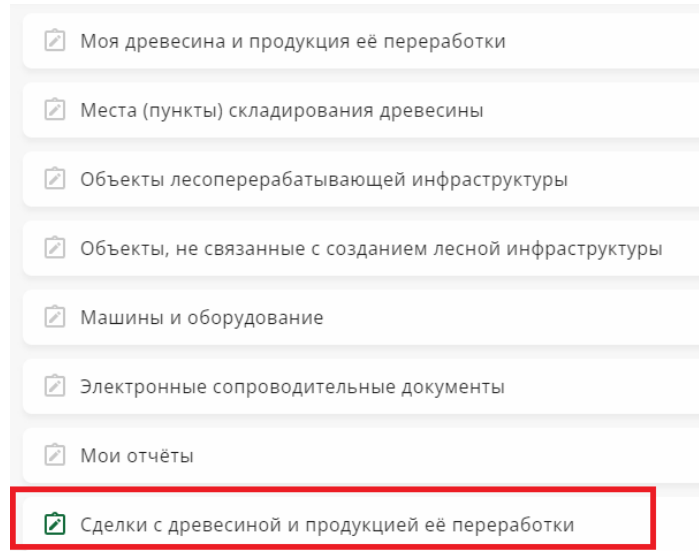 Моя древесина и продукция её переработки
Места (пункты) складирования древесины
Объекты лесоперерабатывающей инфраструктуры
Объекты, не связанные с созданием лесной инфраструктуры
Машины и оборудование
Электронные сопроводительные документы
Мои отчёты
Сделки с древесиной и продукцией её переработки